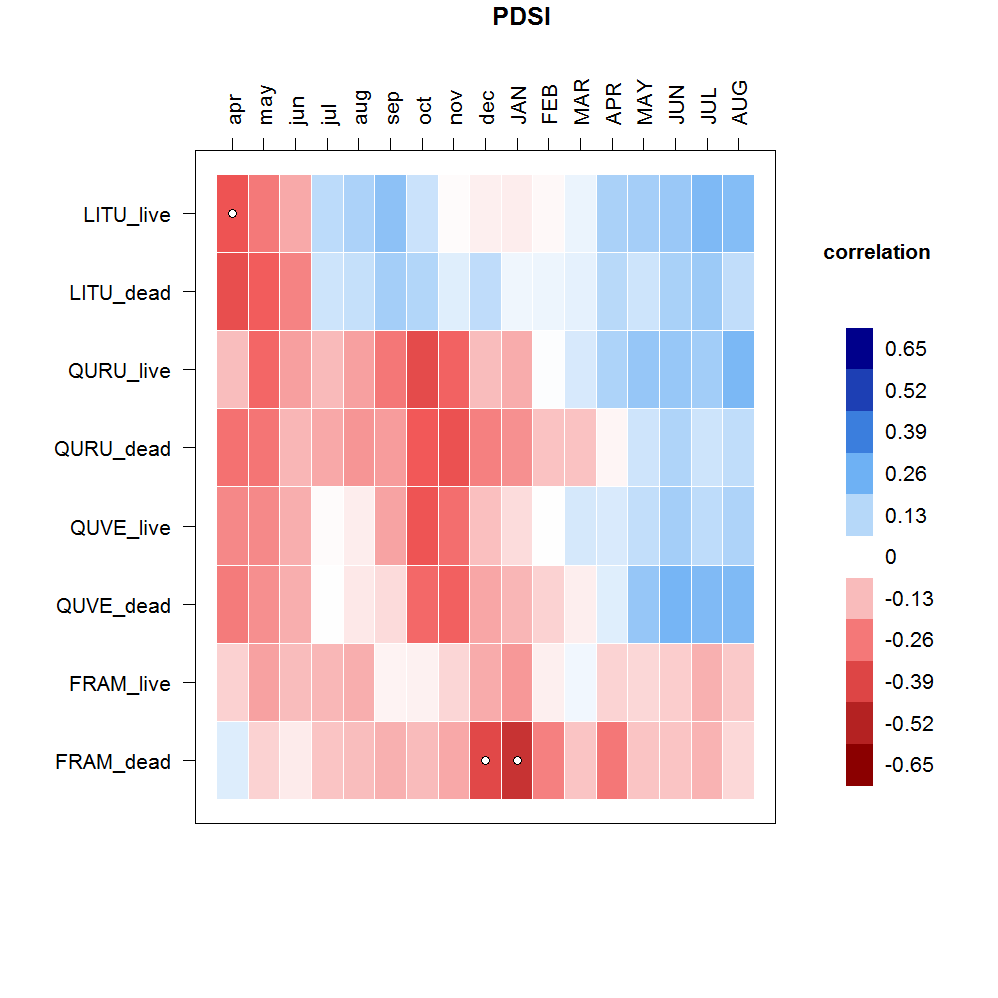 PDSI
apr may jun jul aug sep oct nov dec JAN FEB MAR APR MAY JUN JUL AUG
LITU_live
LITU_dead
QURU_live
QURU_dead
QUVE_live
QUVE_dead
FRAM_live
FRAM_dead
correlation
0.65
0.52
0.39
0.26
0.13
0
-0.13
-0.26
-0.39
-0.52
-0.65